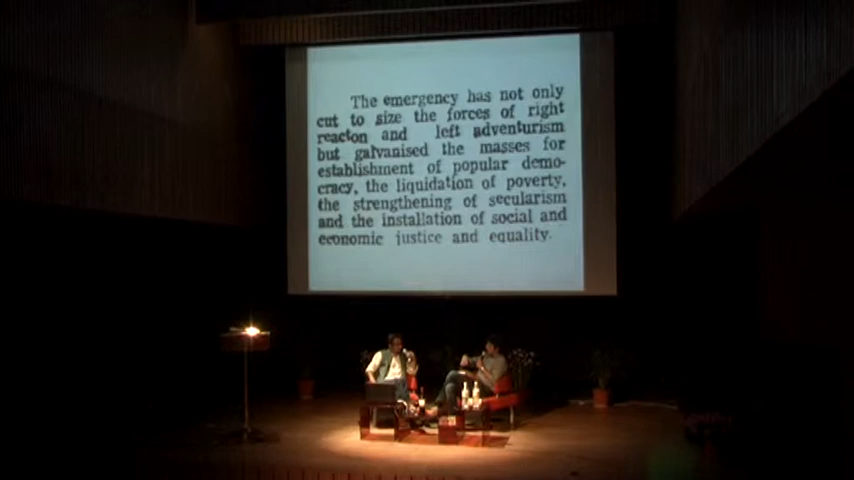 The emergency has not only
cut to size the forces of right
reacton and left adventurism
but galvanised the masses for
establishment of popular demo-
cracy, the liquidation of poverty,
the strengthening of secularism
and the installation of social and
economic justice and equality.